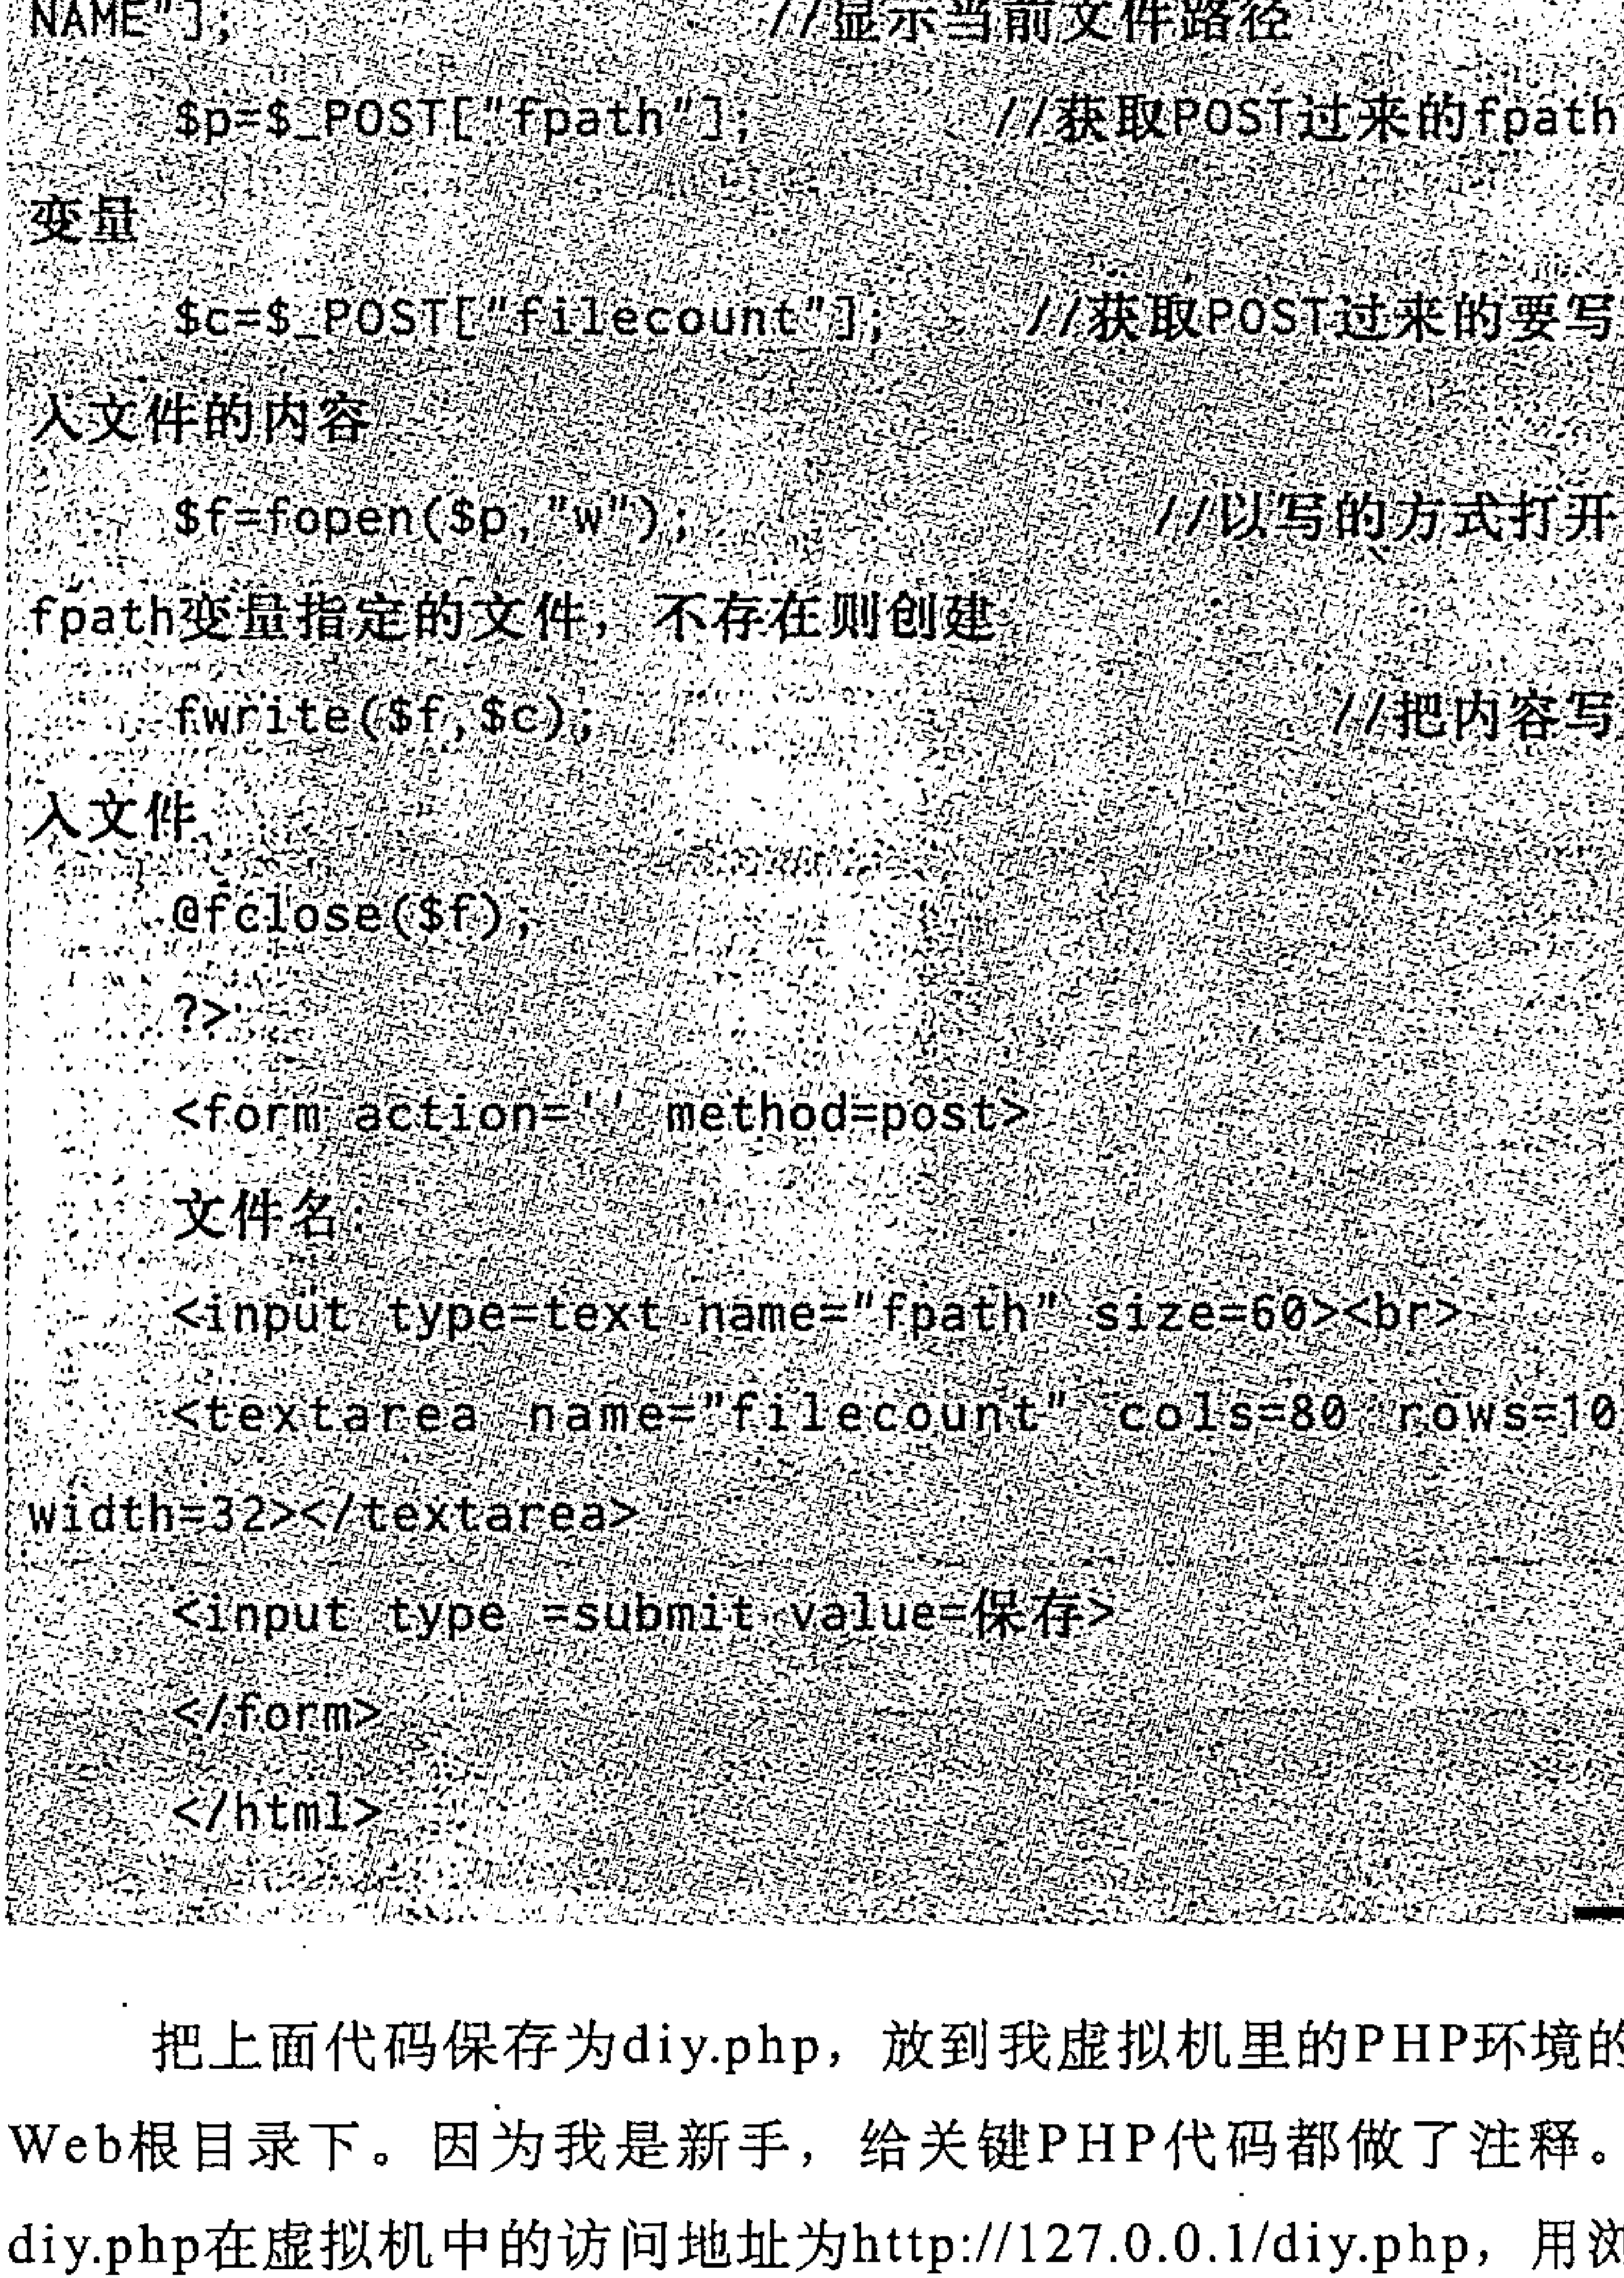 NAME"]; //显示当前文件路径
$p=$_POST["fpath"]; //获取POST过来的fpath
变量
$c=$_POST["filecount"]; //获取POST过来的要写
入文件的内容
$f=fopen($p,"w"); //以写的方式打开
fpath变量指定的文件，不存在则创建
fwrite($f,$c); //把内容写
入文件
@fclose($f);
?>
<form action='' method=post>
文件名:
<input type=text name="fpath" size=60><br>
<textarea name="filecount" cols=80 rows=10
width=32></textarea>
<input type =submit value=保存>
</form>
</html>
把上面代码保存为diy.php，放到我虚拟机里的PHP环境的
Web根目录下。因为我是新手，给关键PHP代码都做了注释。
diy.php在虚拟机中的访问地址为http://127.0.0.1/diy.php，用浏